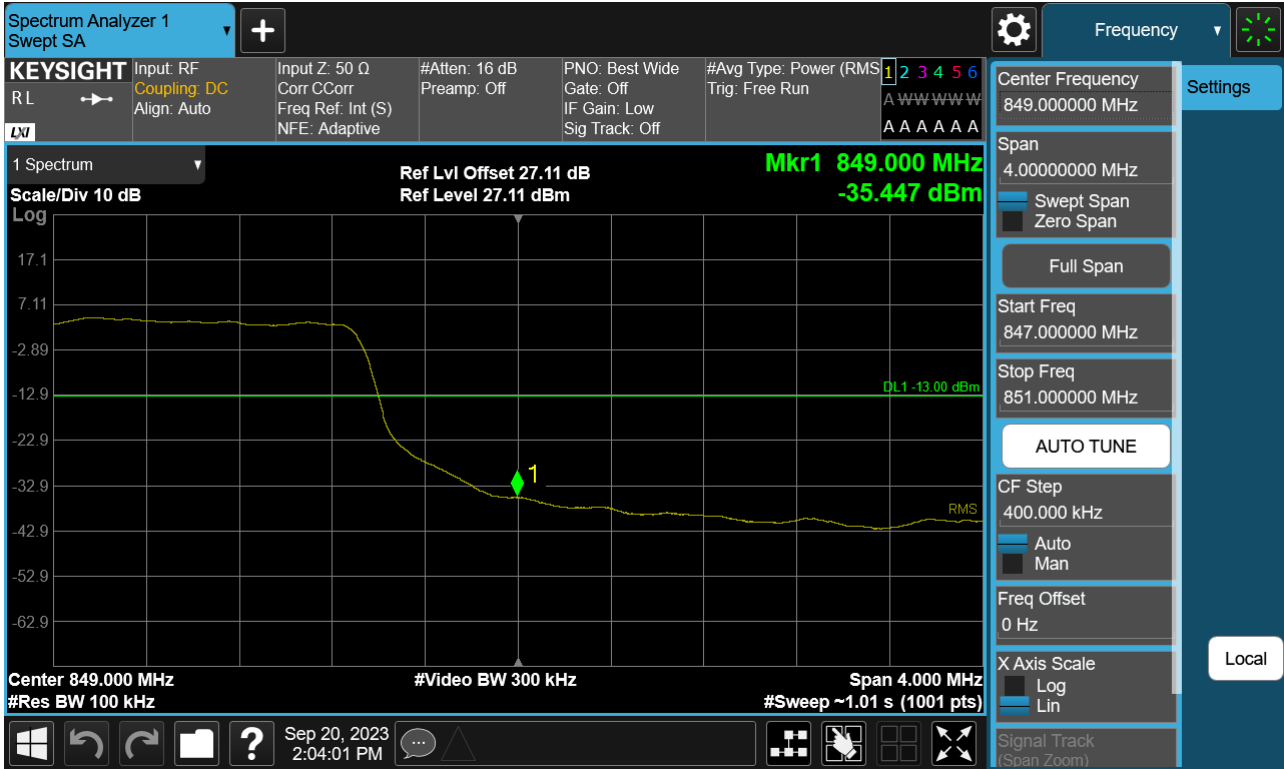 Spectrum Analyzer 1
Swept SA
+
Frequency
KEYSIGHT
RL
LXI
Input: RF
Coupling: DC
Align: Auto
Input Z: 50 Ω
Corr CCorr
Freq Ref: Int (S)
NFE: Adaptive
#Atten: 16 dB
Preamp: Off
PNO: Best Wide
Gate: Off
IF Gain: Low
Sig Track: Off
#Avg Type: Power (RMS
Trig: Free Run
1 2 3 4 5 6
A W W W W W
A A A A A A
1 Spectrum
Scale/Div 10 dB
Log
Ref Lvl Offset 27.11 dB
Ref Level 27.11 dBm
Mkr1 849.000 MHz
-35.447 dBm
17.1
7.11
-2.89
-12.9
-22.9
-32.9
-42.9
-52.9
-62.9
DL1 -13.00 dBm
1
RMS
Center 849.000 MHz
#Res BW 100 kHz
#Video BW 300 kHz
Span 4.000 MHz
#Sweep ~1.01 s (1001 pts)
Center Frequency
849.000000 MHz
Span
4.00000000 MHz
Swept Span
Zero Span
Full Span
Start Freq
847.000000 MHz
Stop Freq
851.000000 MHz
AUTO TUNE
CF Step
400.000 kHz
Auto
Man
Freq Offset
0 Hz
X Axis Scale
Log
Lin
Signal Track
(Span Zoom)
Settings
Local
?
Sep 20, 2023
2:04:01 PM